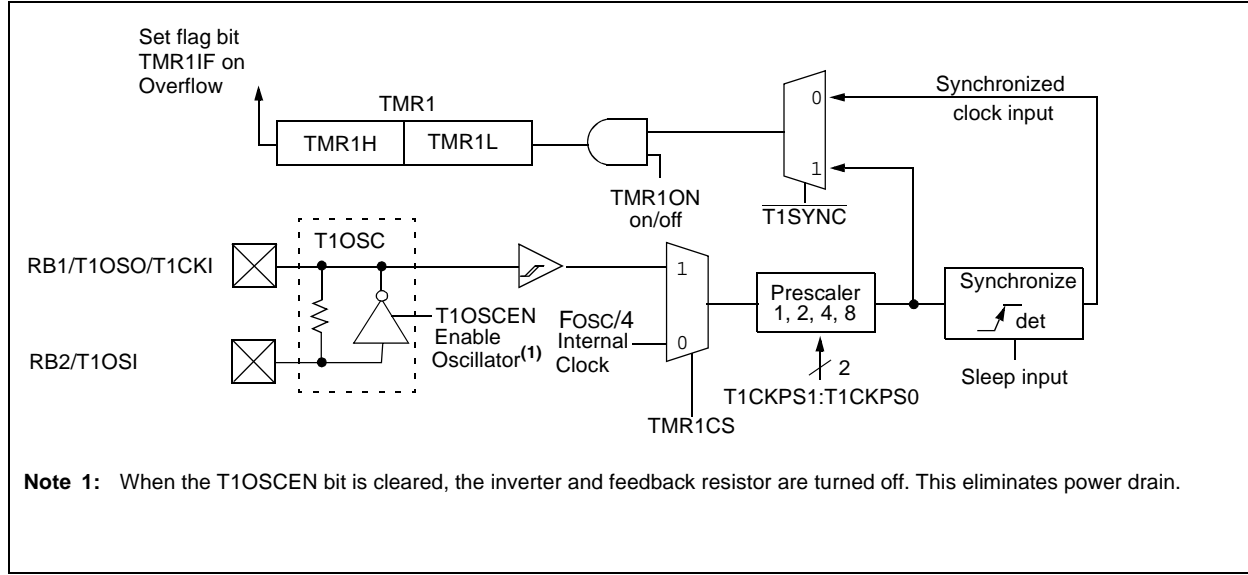 Set flag bit
TMR1IF on
Overflow
TMR1
TMR1H
TMR1L
TMR1ON
on/off
0
1
T1SYNC
Synchronized
clock input
RB1/T1OSO/T1CKI
T1OSC
RB2/T1OSI
T1OSCEN
Enable
Oscillator(1)
FOSC/4
Internal
Clock
1
0
TMR1CS
Prescaler
1, 2, 4, 8
2
T1CKPS1:T1CKPS0
Synchronize
det
Sleep input
Note 1: When the T1OSCEN bit is cleared, the inverter and feedback resistor are turned off. This eliminates power drain.